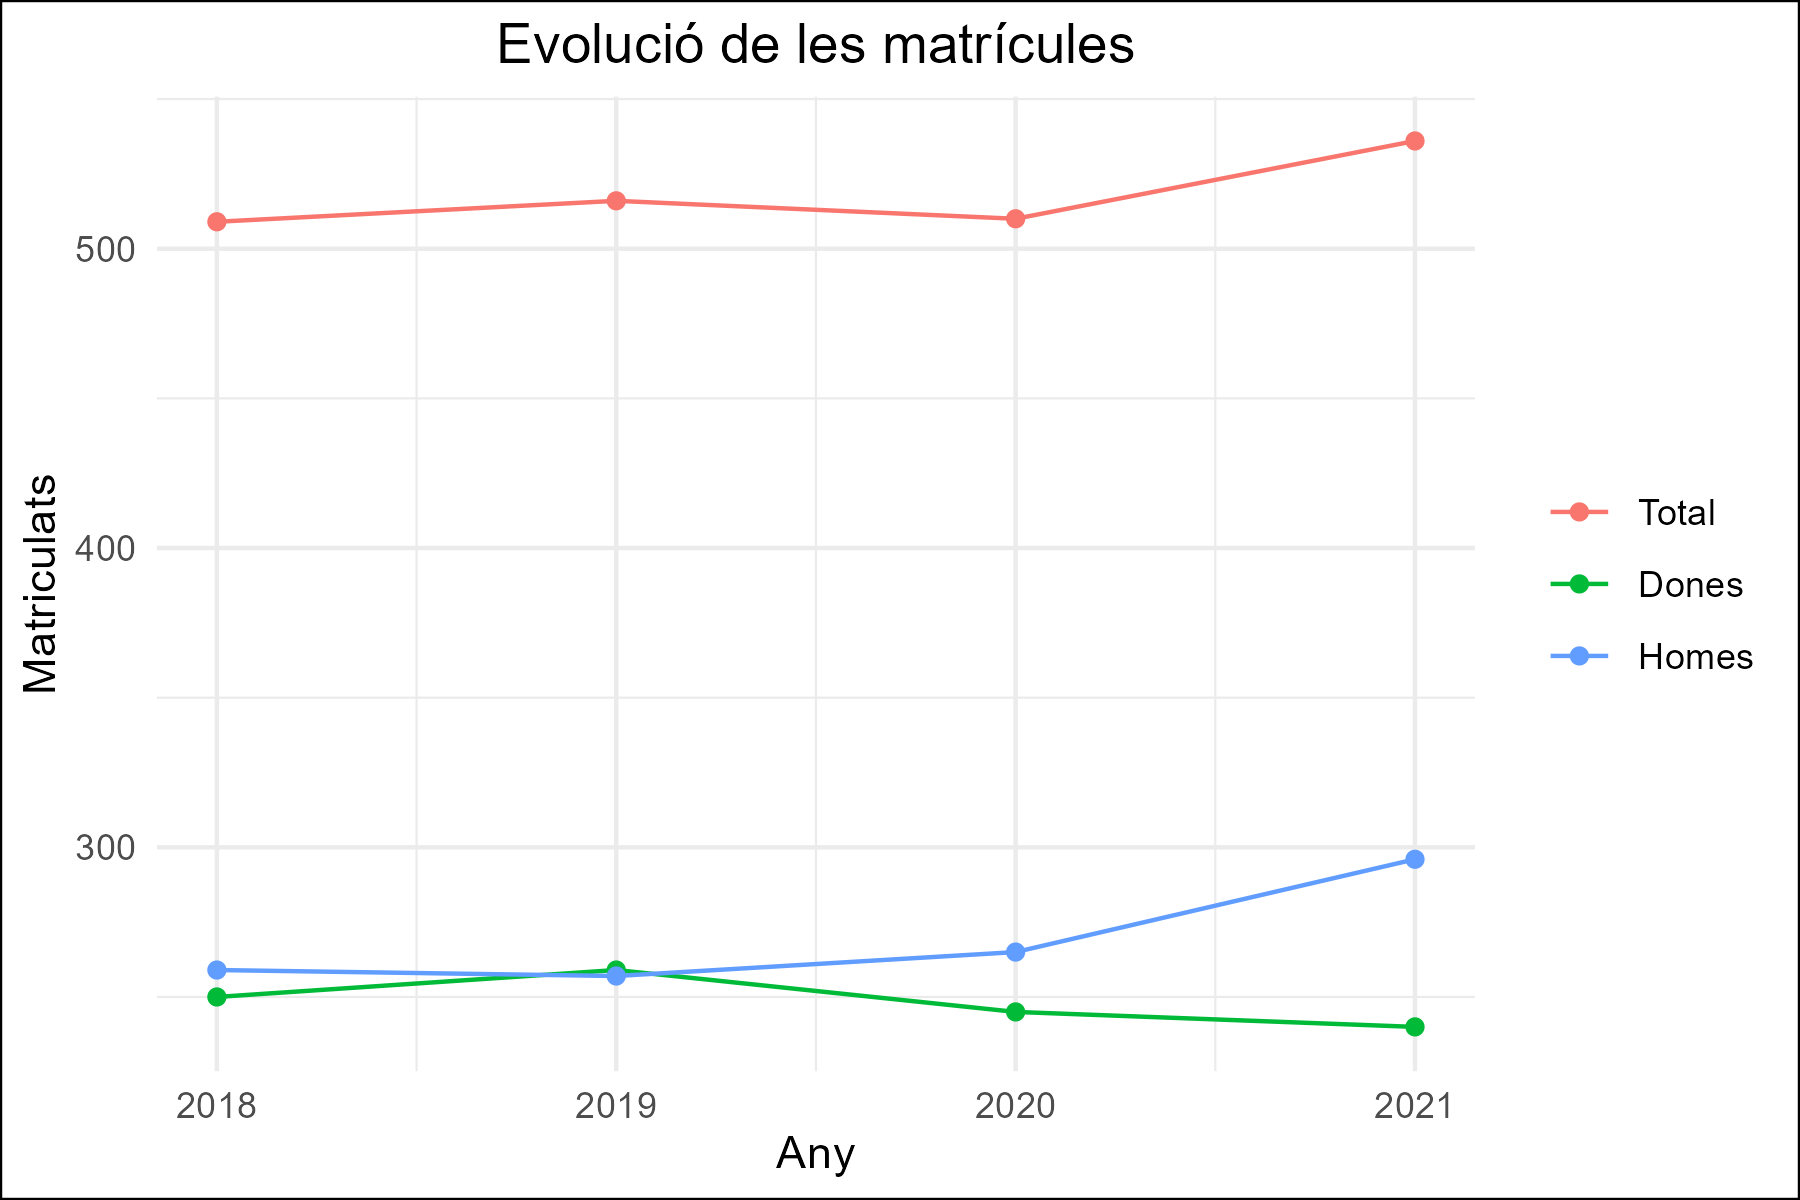 Evolució de les matrícules
Matriculats
500
400
300
2018
2019
2020
2021
Any
Total
Dones
Homes